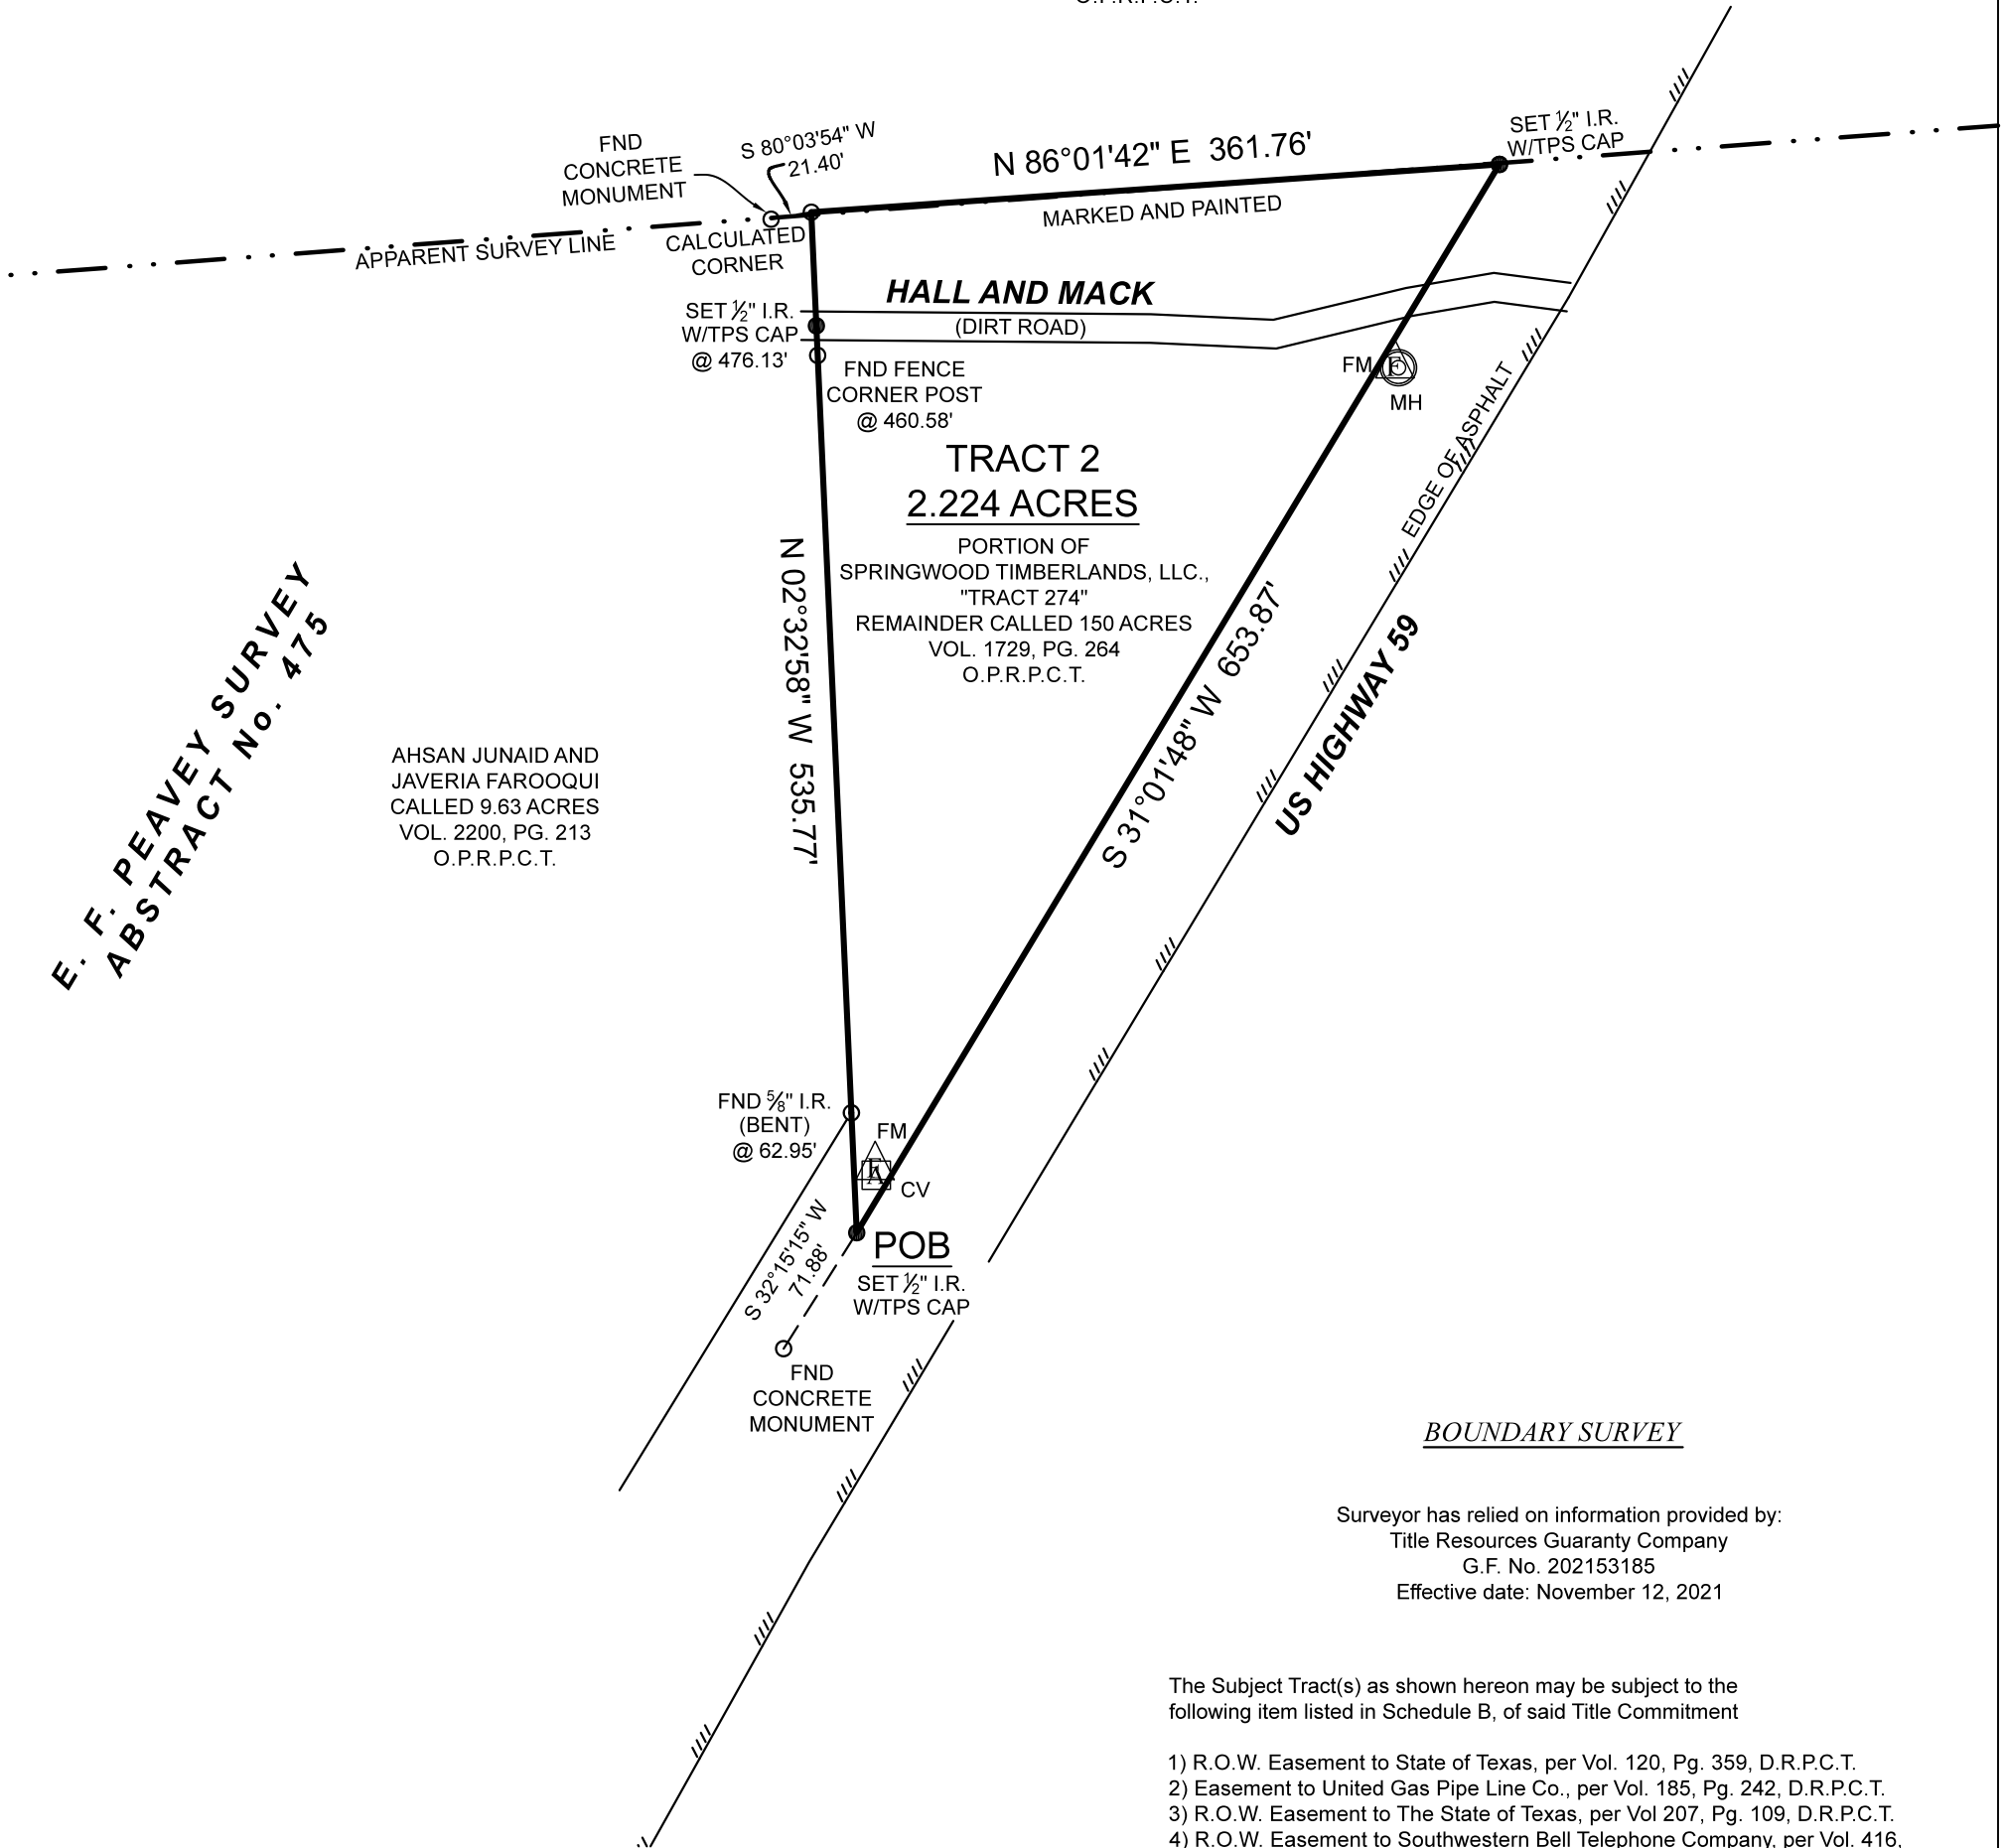 O.P.R.P.C.T.
FND
CONCRETE
MONUMENT
S 80°03'54" W
21.40'
N 86°01'42" E 361.76'
SET ½" I.R.
W/TPS CAP
MARKED AND PAINTED
APPARENT SURVEY LINE
CALCULATED
CORNER
HALL AND MACK
(DIRT ROAD)
SET ½" I.R.
W/TPS CAP
@ 476.13'
FND FENCE
CORNER POST
@ 460.58'
FM
F
MH
EDGE OF ASPHALT
TRACT 2
2.224 ACRES
PORTION OF
SPRINGWOOD TIMBERLANDS, LLC.,
"TRACT 274"
REMAINDER CALLED 150 ACRES
VOL. 1729, PG. 264
O.P.R.P.C.T.
N 02°32'58" W 535.77'
S 31°01'48" W 653.87'
US HIGHWAY 59
E. F. PEAVEY SURVEY
ABSTRACT No. 475
AHSAN JUNAID AND
JAVERIA FAROOQUI
CALLED 9.63 ACRES
VOL. 2200, PG. 213
O.P.R.P.C.T.
FND ⅝" I.R.
(BENT)
@ 62.95'
FM
F
A
CV
S 32°15'15" W
71.88'
POB
SET ½" I.R.
W/TPS CAP
FND
CONCRETE
MONUMENT
BOUNDARY SURVEY
Surveyor has relied on information provided by:
Title Resources Guaranty Company
G.F. No. 202153185
Effective date: November 12, 2021
The Subject Tract(s) as shown hereon may be subject to the
following item listed in Schedule B, of said Title Commitment
1) R.O.W. Easement to State of Texas, per Vol. 120, Pg. 359, D.R.P.C.T.
2) Easement to United Gas Pipe Line Co., per Vol. 185, Pg. 242, D.R.P.C.T.
3) R.O.W. Easement to The State of Texas, per Vol 207, Pg. 109, D.R.P.C.T.
4) R.O.W. Easement to Southwestern Bell Telephone Company, per Vol. 416,